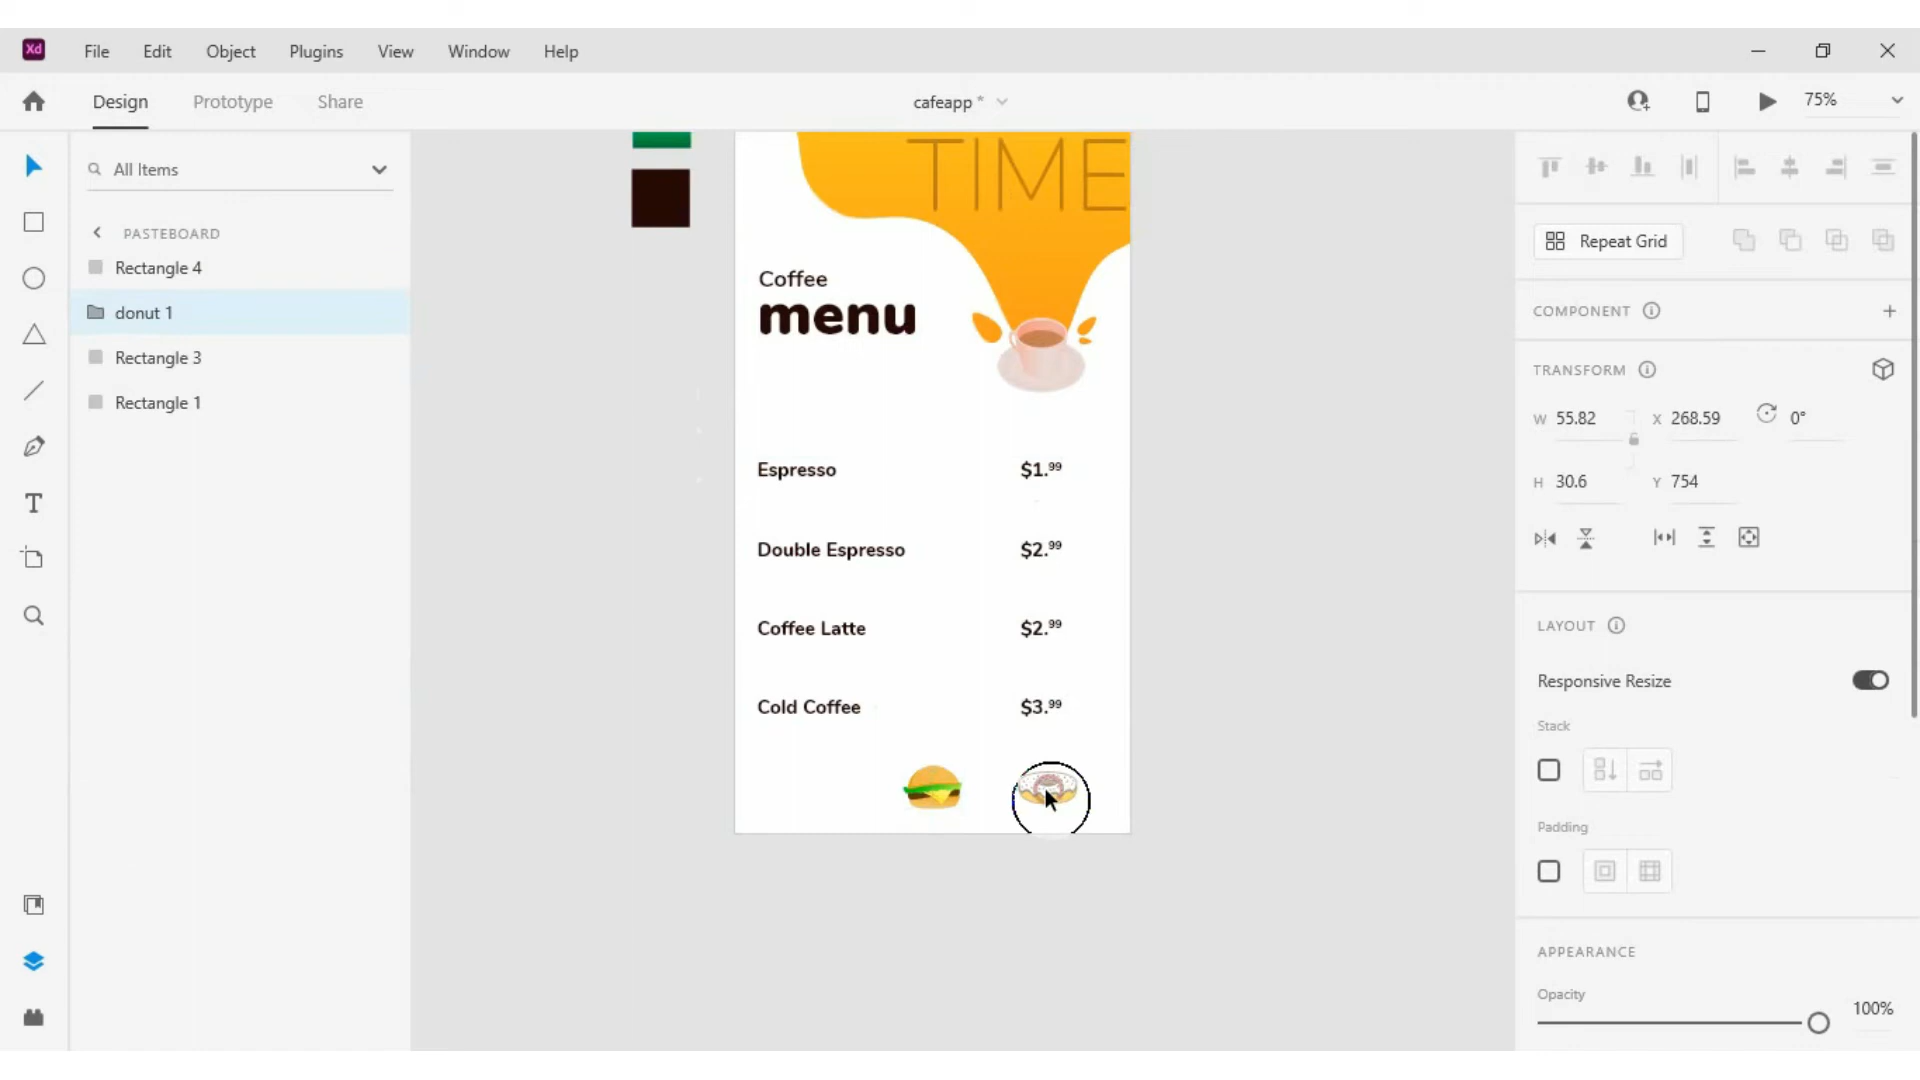 Xd File Edit Object Plugins View Window Help
Design Prototype Share cafeapp * 75%
All Items
PASTEBOARD
Rectangle 4
donut 1
Rectangle 3
Rectangle 1
TIME
Coffee
menu
Espresso $1.99
Double Espresso $2.99
Coffee Latte $2.99
Cold Coffee $3.99
Repeat Grid
COMPONENT
TRANSFORM
W 55.82 X 268.59 0°
H 30.6 Y 754
LAYOUT
Responsive Resize
Stack
Padding
APPEARANCE
Opacity
100%